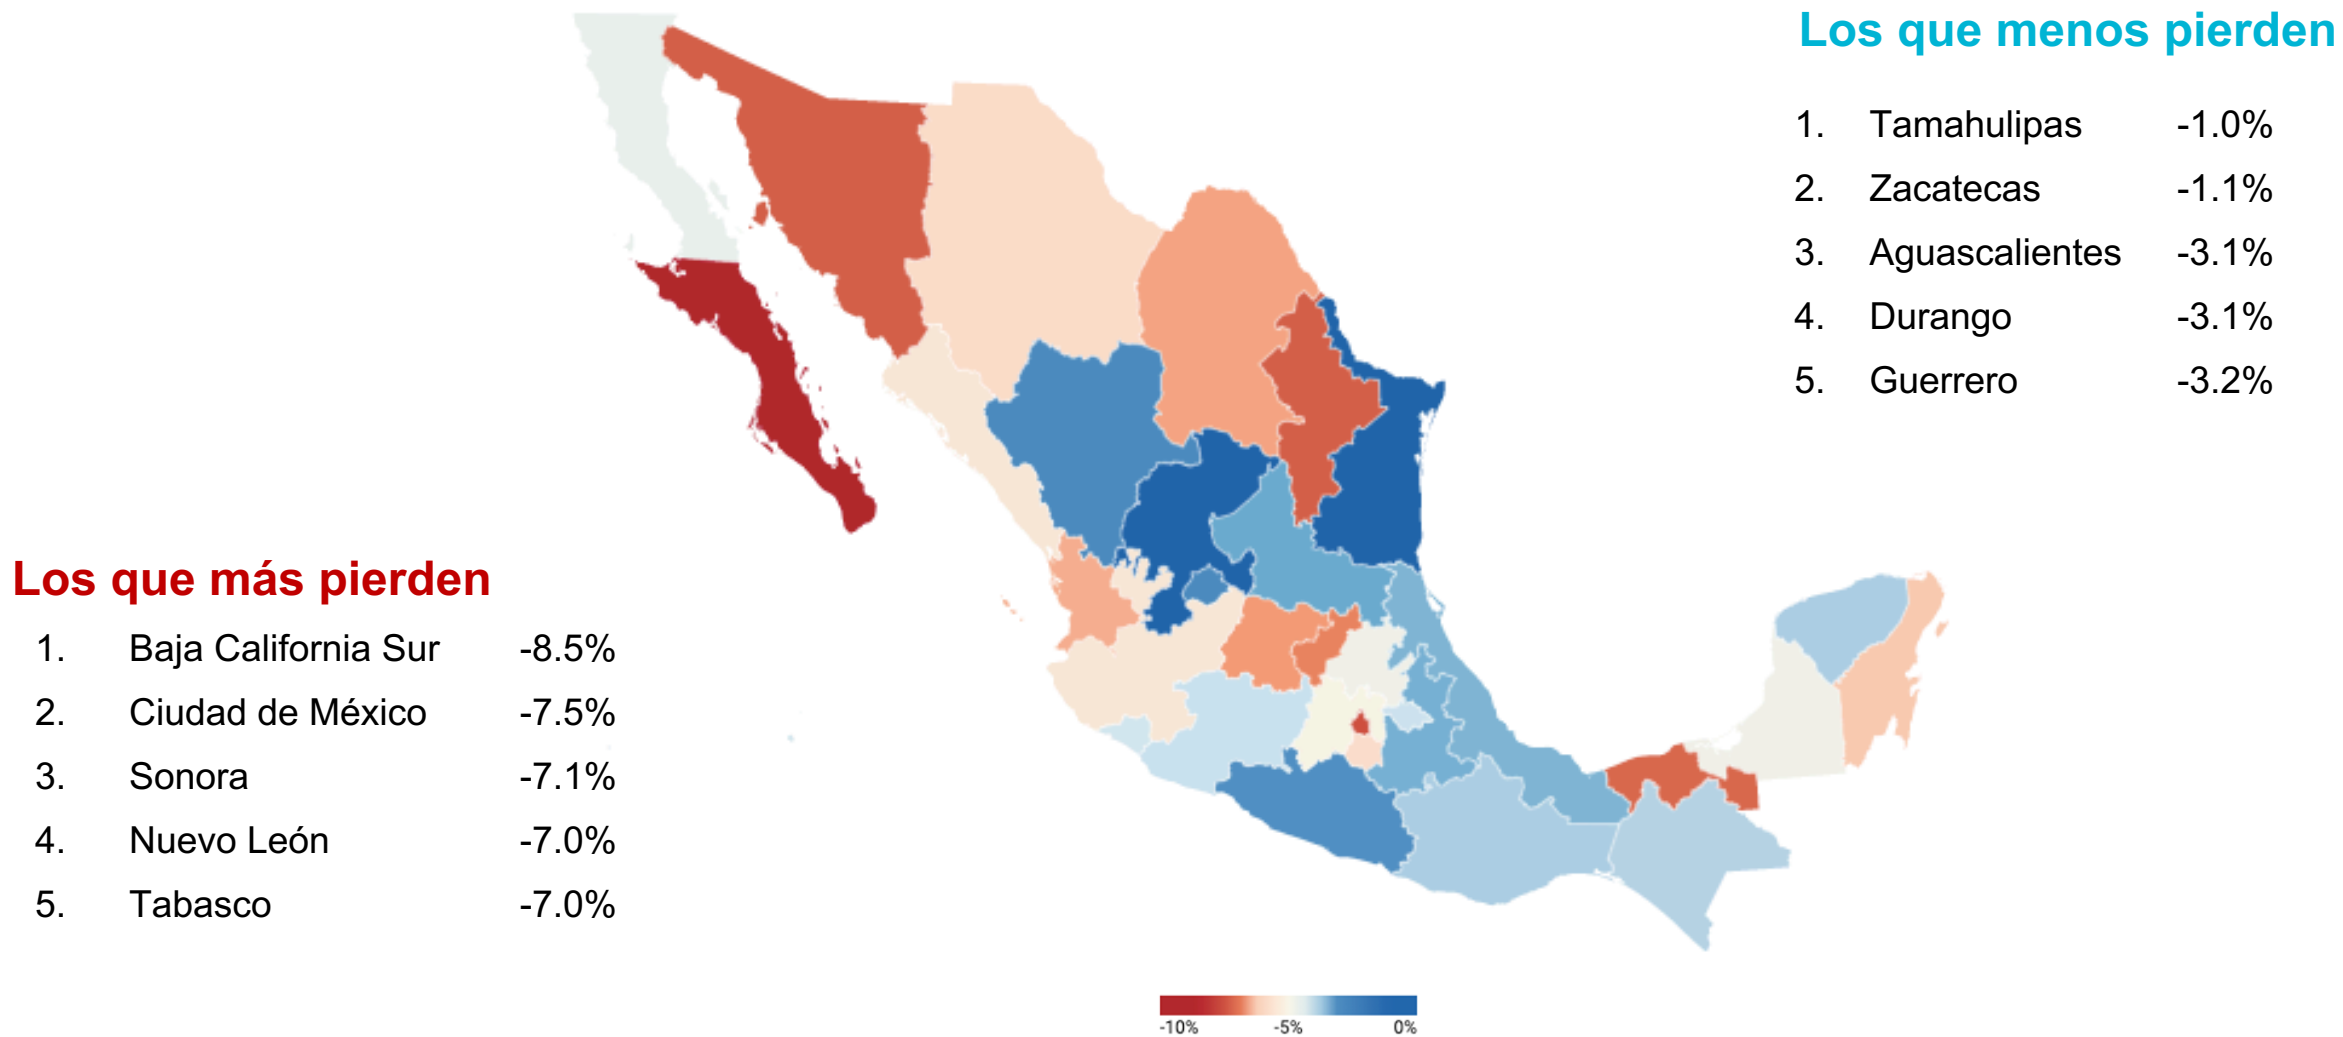 Los que menos pierden
1. Tamahulipas -1.0%
2. Zacatecas -1.1%
3. Aguascalientes -3.1%
4. Durango -3.1%
5. Guerrero -3.2%
Los que más pierden
1. Baja California Sur -8.5%
2. Ciudad de México -7.5%
3. Sonora -7.1%
4. Nuevo León -7.0%
5. Tabasco -7.0%
-10% -5% 0%